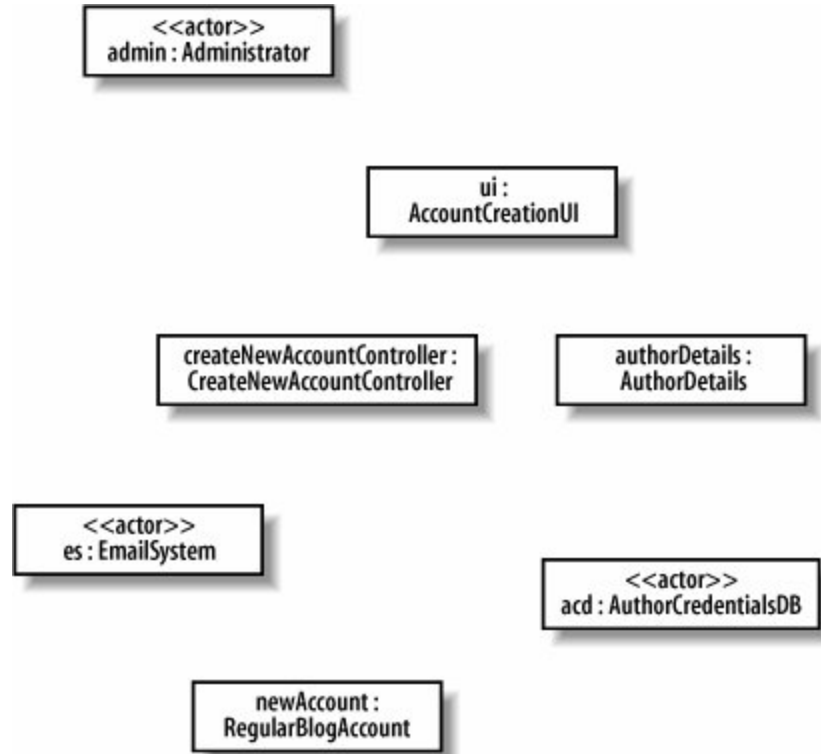 <<actor>>
admin : Administrator
ui :
AccountCreationUI
createNewAccountController :
CreateNewAccountController
authorDetails :
AuthorDetails
<<actor>>
es : EmailSystem
<<actor>>
acd : AuthorCredentialsDB
newAccount :
RegularBlogAccount